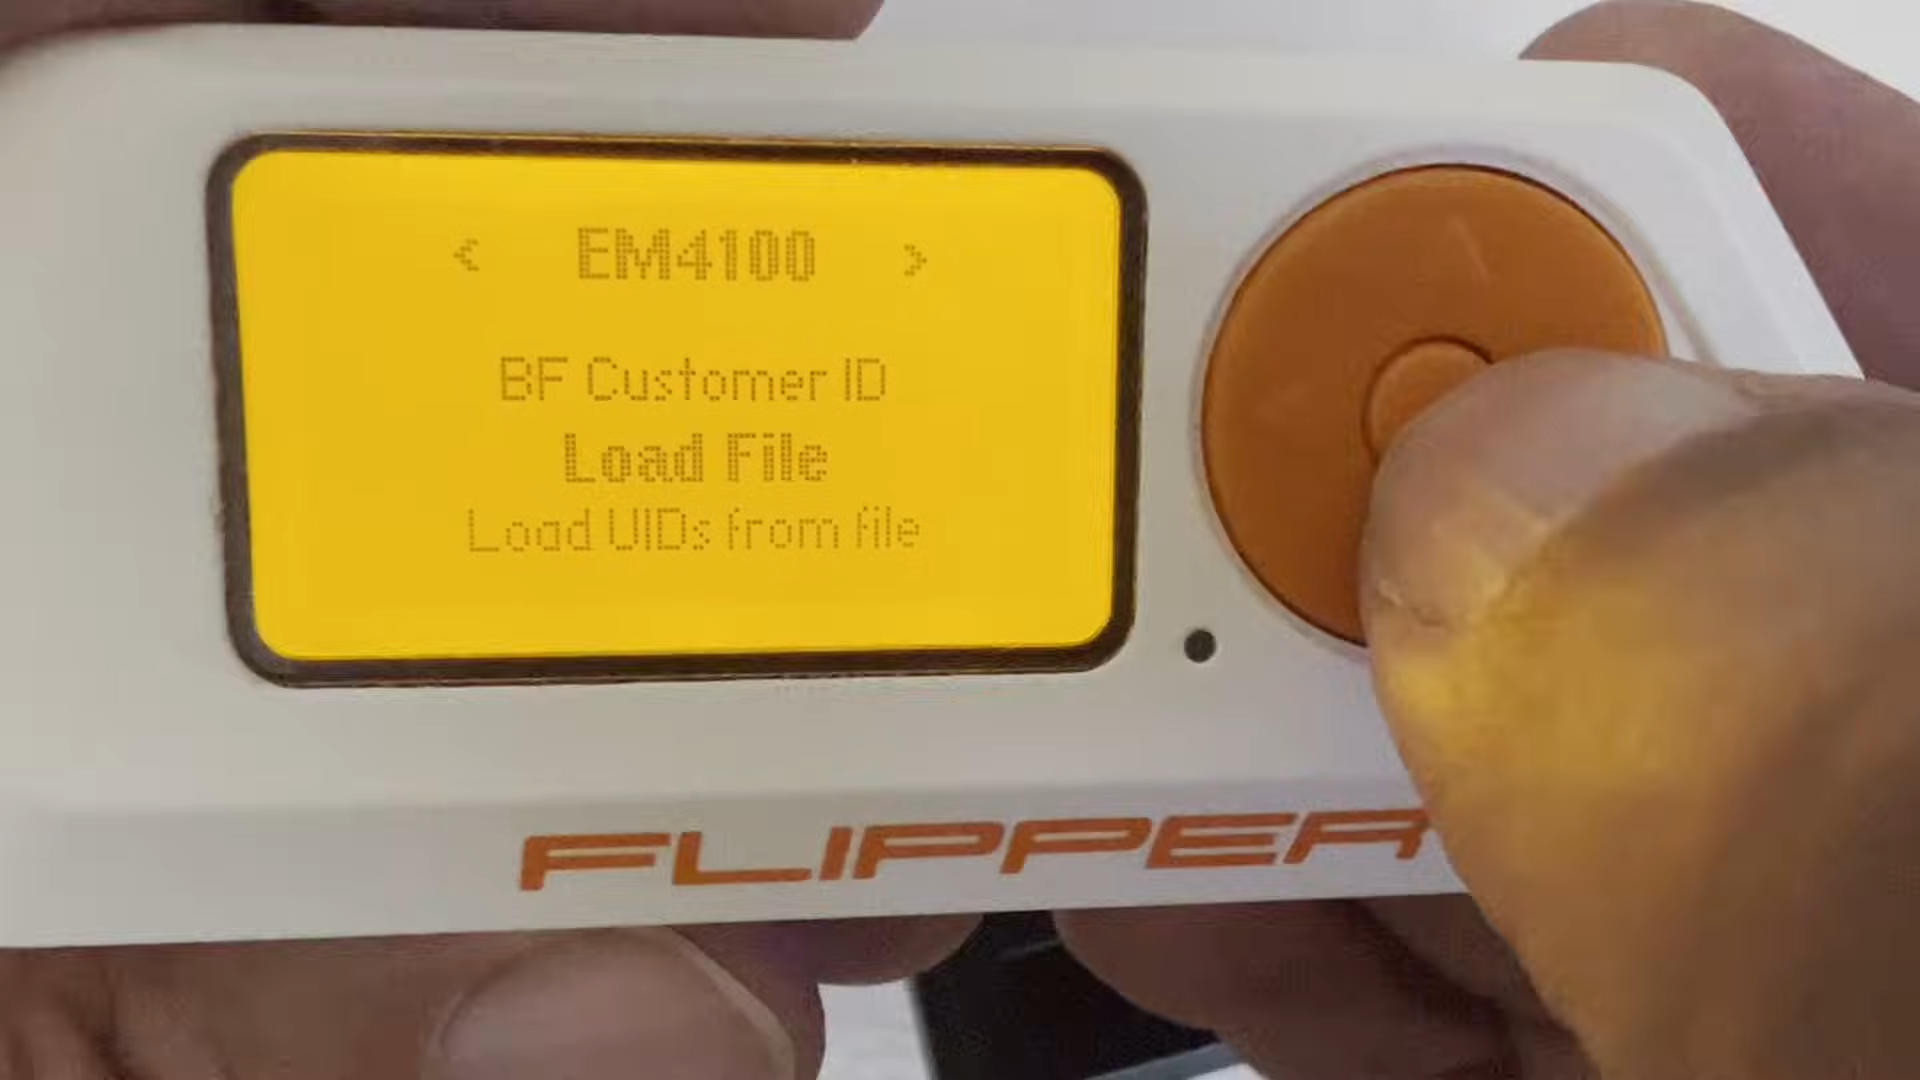 < EM4100 >
BF Customer ID
Load File
Load UIDs from file
FLIPPER